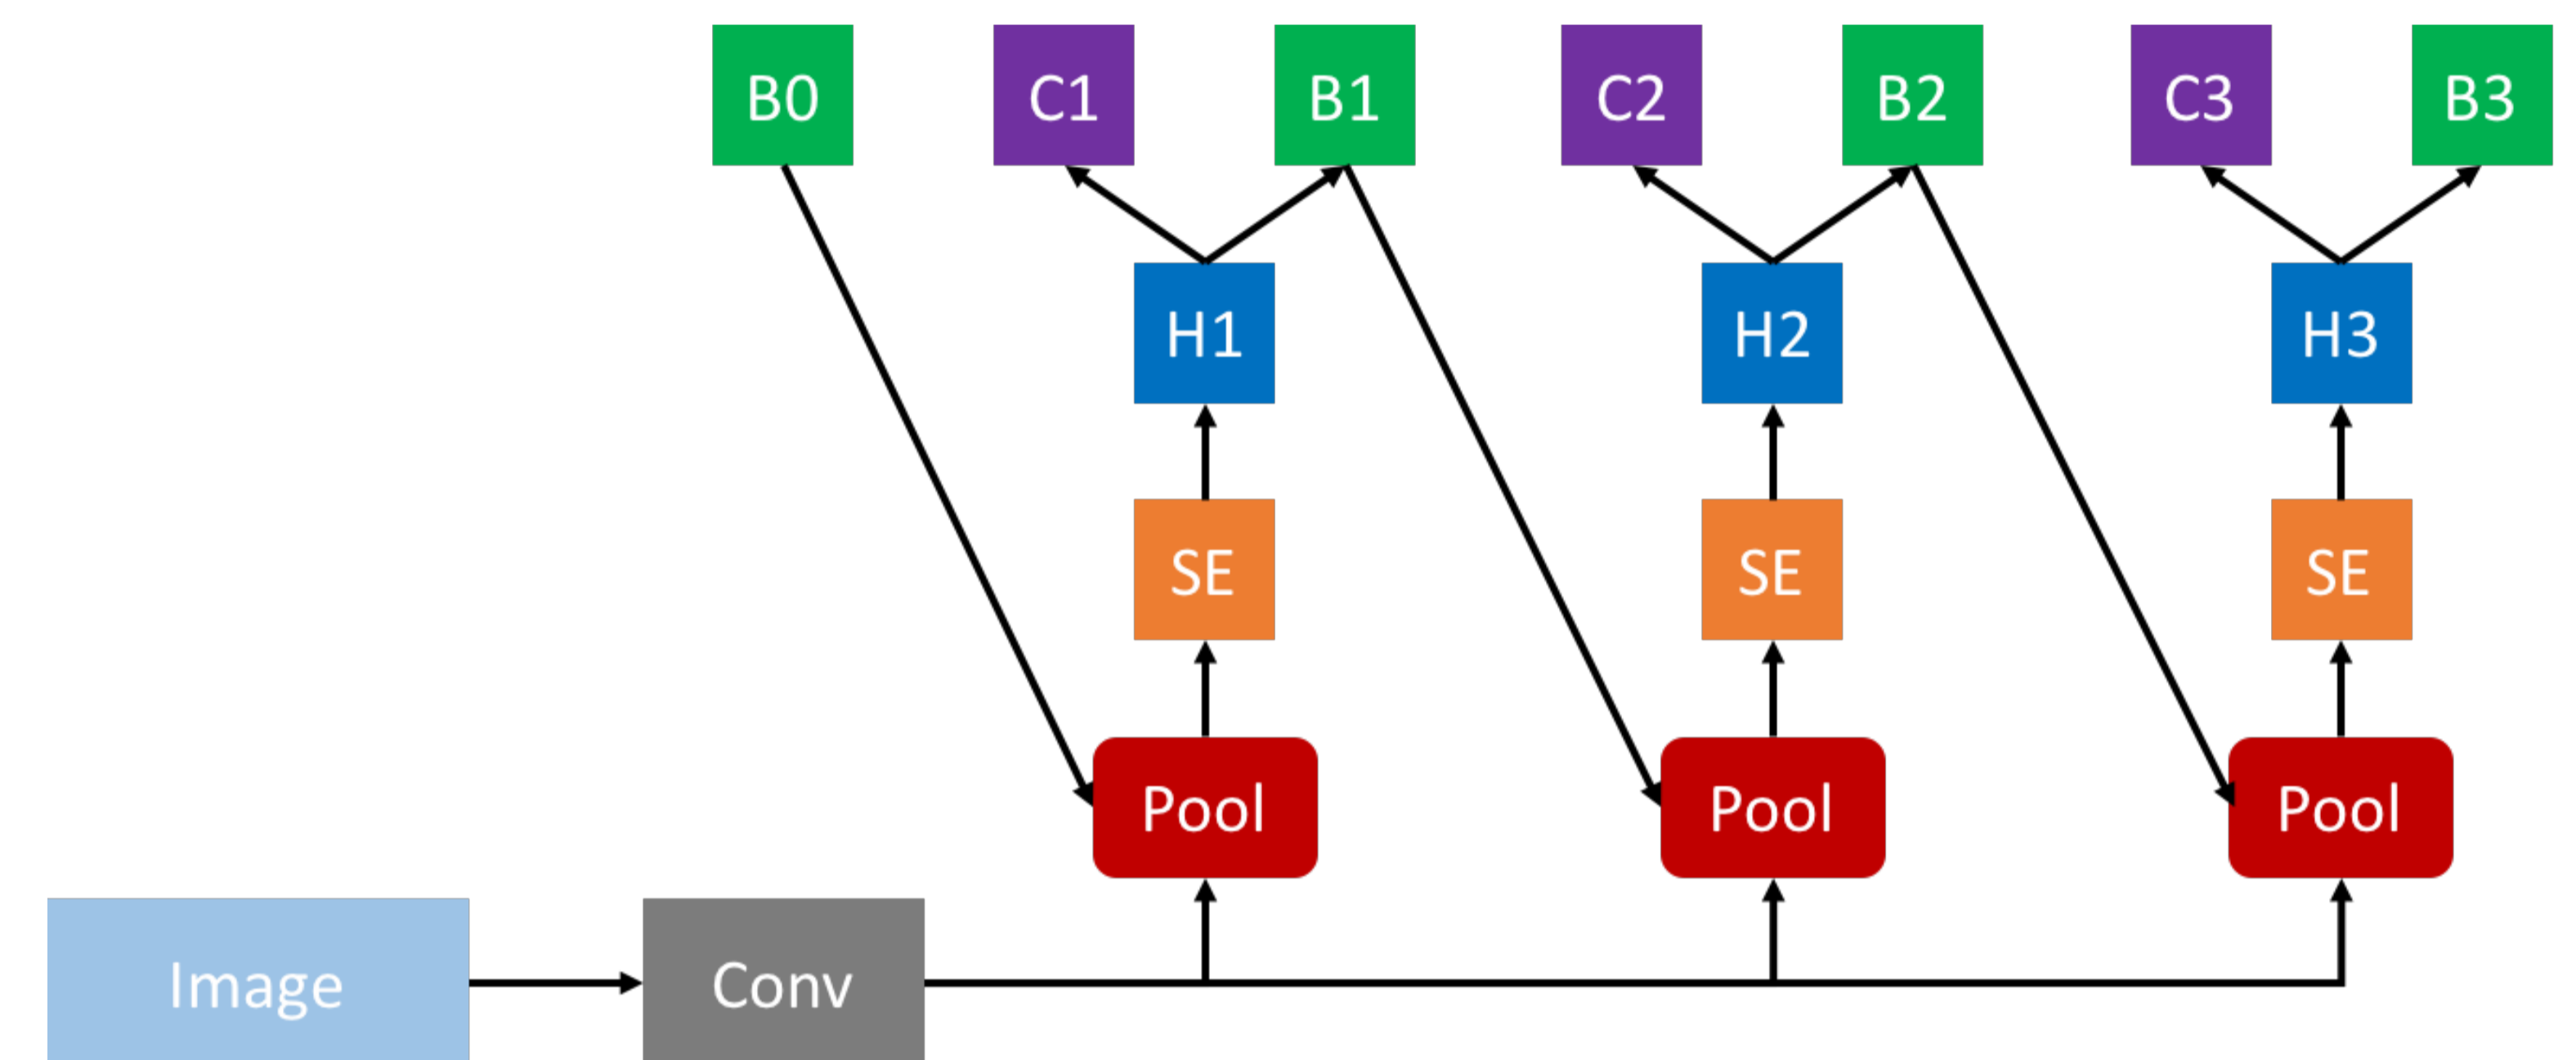 B0 C1 B1 C2 B2 C3 B3
H1 H2 H3
SE SE SE
Pool Pool Pool
Image Conv